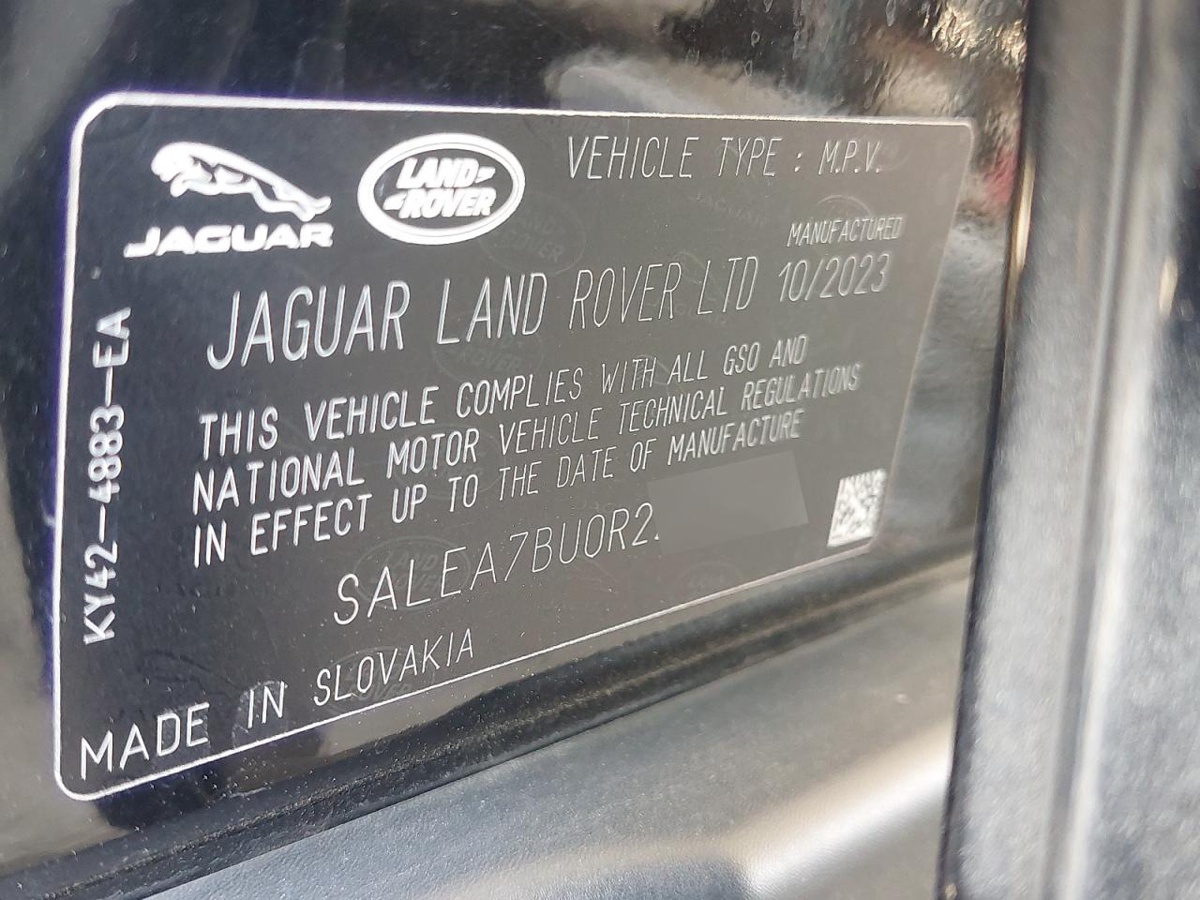 JAGUAR
LAND-
-ROVER
VEHICLE TYPE : M.P.V.
MANUFACTURED
JAGUAR LAND ROVER LTD 10/2023
THIS VEHICLE COMPLIES WITH ALL GSO AND
NATIONAL MOTOR VEHICLE TECHNICAL REGULATIONS
IN EFFECT UP TO THE DATE OF MANUFACTURE
SALEA7BU0R2
MADE IN SLOVAKIA
KY42-4883-EA